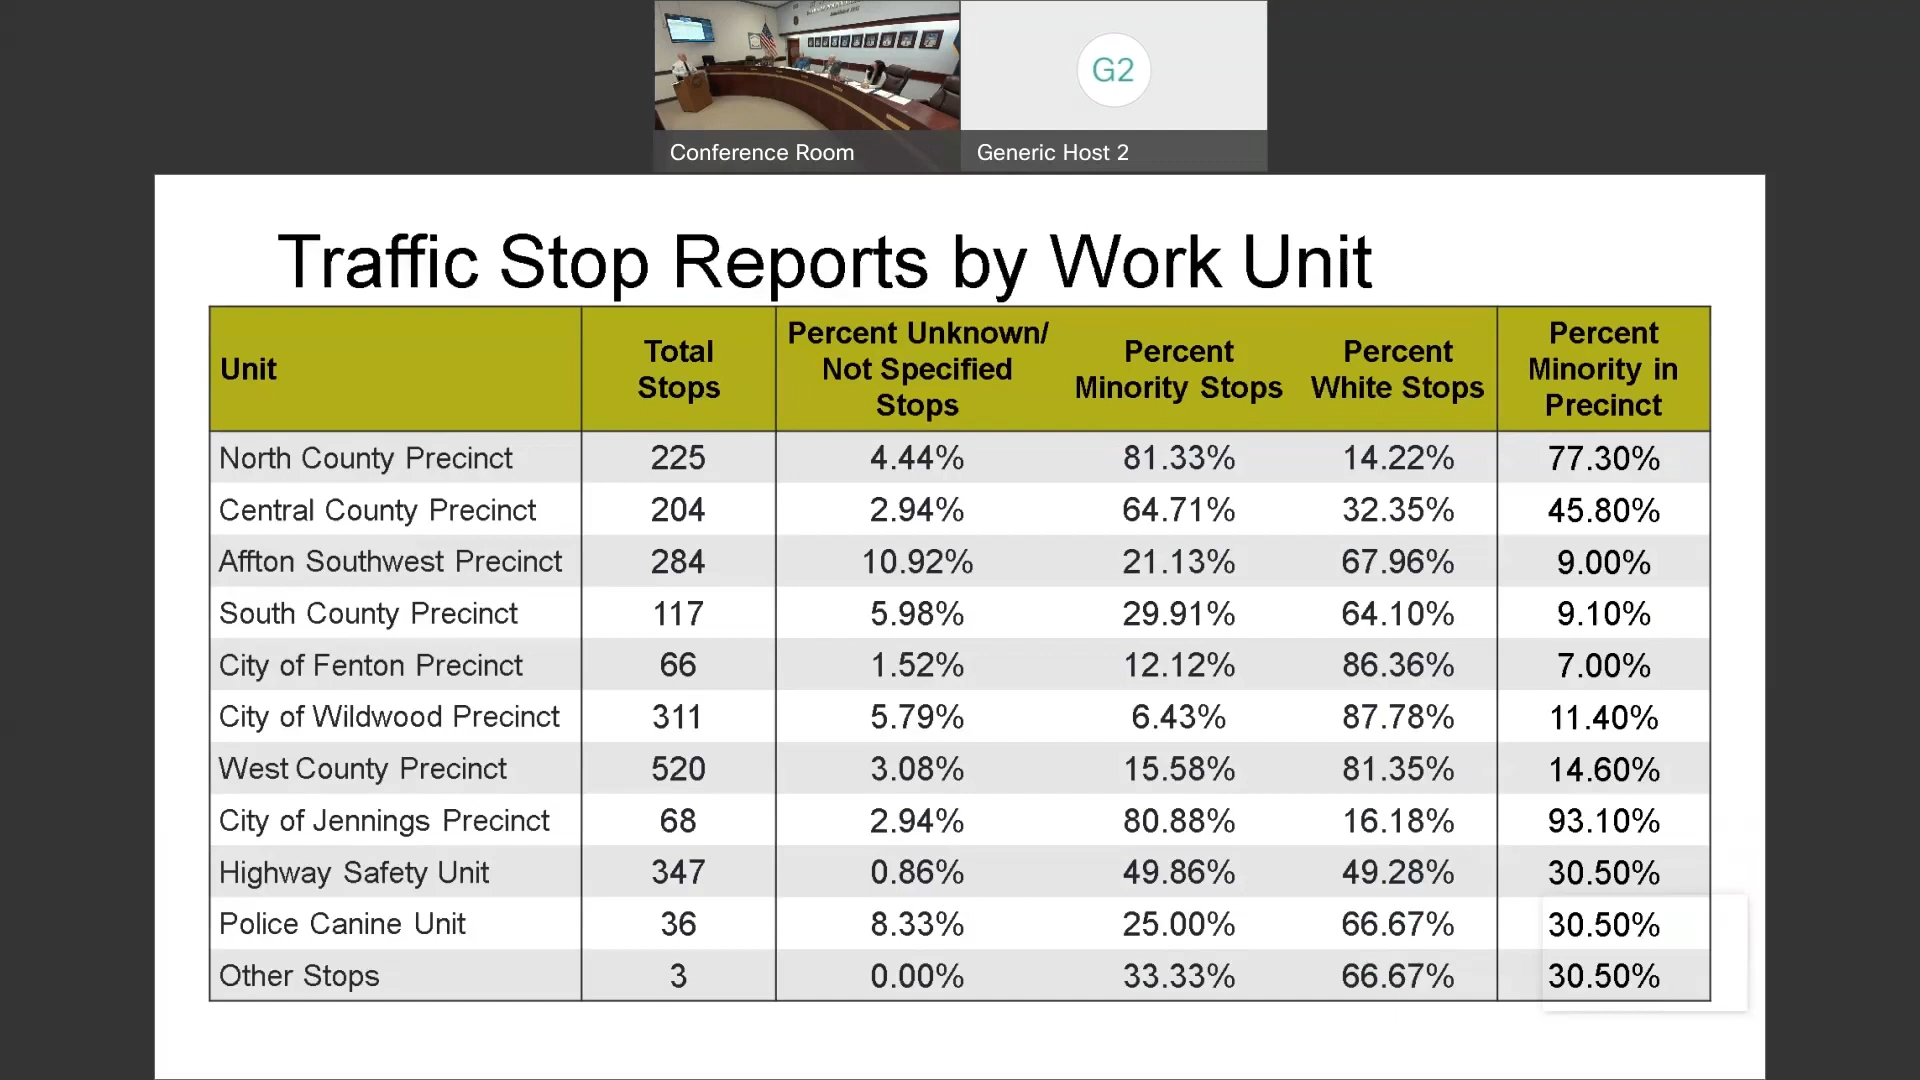 G2
Conference Room
Generic Host 2
Traffic Stop Reports by Work Unit
Unit
Total
Stops
Percent Unknown/
Not Specified
Stops
Percent
Minority Stops
Percent
White Stops
Percent
Minority in
Precinct
North County Precinct 225 4.44% 81.33% 14.22% 77.30%
Central County Precinct 204 2.94% 64.71% 32.35% 45.80%
Affton Southwest Precinct 284 10.92% 21.13% 67.96% 9.00%
South County Precinct 117 5.98% 29.91% 64.10% 9.10%
City of Fenton Precinct 66 1.52% 12.12% 86.36% 7.00%
City of Wildwood Precinct 311 5.79% 6.43% 87.78% 11.40%
West County Precinct 520 3.08% 15.58% 81.35% 14.60%
City of Jennings Precinct 68 2.94% 80.88% 16.18% 93.10%
Highway Safety Unit 347 0.86% 49.86% 49.28% 30.50%
Police Canine Unit 36 8.33% 25.00% 66.67% 30.50%
Other Stops 3 0.00% 33.33% 66.67% 30.50%